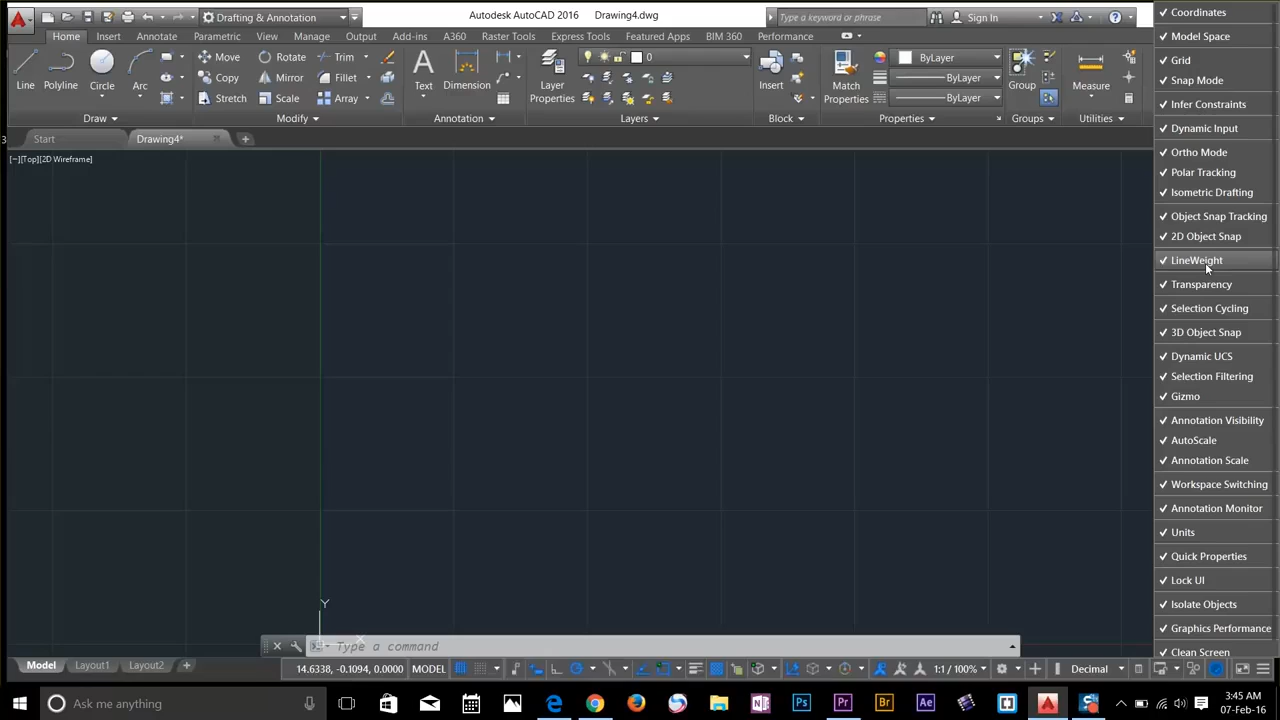 Drafting & Annotation
Autodesk AutoCAD 2016 Drawing4.dwg
Type a keyword or phrase
Sign In
Home Insert Annotate Parametric View Manage Output Add-ins A360 Raster Tools Express Tools Featured Apps BIM 360 Performance
Line
Polyline
Circle
Arc
Move
Rotate
Trim
Copy
Mirror
Fillet
Stretch
Scale
Array
Text
Dimension
Layer
Properties
0
Insert
Match
Properties
ByLayer
ByLayer
ByLayer
Group
Measure
Draw
Modify
Annotation
Layers
Block
Properties
Groups
Utilities
3
Start
Drawing4*
[−][Top][2D Wireframe]
Y
X
Type a command
Model
Layout1
Layout2
14.6338, -0.1094, 0.0000
MODEL
1:1 / 100%
Decimal
Coordinates
Model Space
Grid
Snap Mode
Infer Constraints
Dynamic Input
Ortho Mode
Polar Tracking
Isometric Drafting
Object Snap Tracking
2D Object Snap
LineWeight
Transparency
Selection Cycling
3D Object Snap
Dynamic UCS
Selection Filtering
Gizmo
Annotation Visibility
AutoScale
Annotation Scale
Workspace Switching
Annotation Monitor
Units
Quick Properties
Lock UI
Isolate Objects
Graphics Performance
Clean Screen
Ask me anything
Ps
Pr
Br
Ae
3:45 AM
07-Feb-16